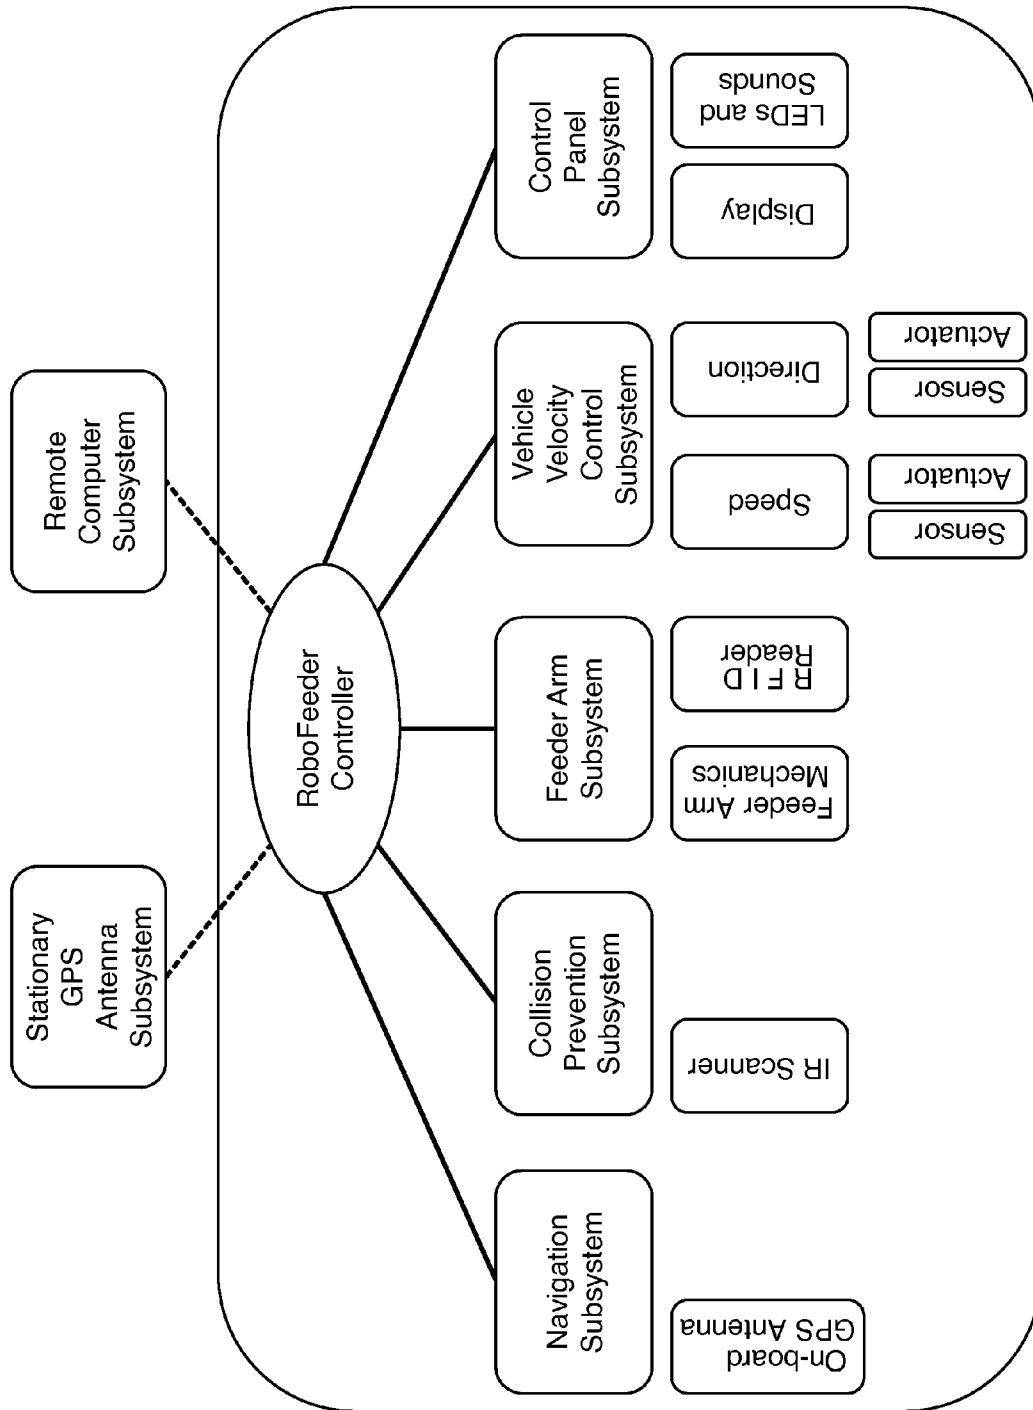 Stationary
GPS
Antenna
Subsystem
Remote
Computer
Subsystem
RoboFeeder
Controller
Navigation
Subsystem
Collision
Prevention
Subsystem
Feeder Arm
Subsystem
Vehicle
Velocity
Control
Subsystem
Control
Panel
Subsystem
On-board
GPS Antenna
IR Scanner
Feeder Arm
Mechanics
R F I D
Reader
Speed
Direction
Display
LEDs and
Sounds
Sensor
Actuator
Sensor
Actuator